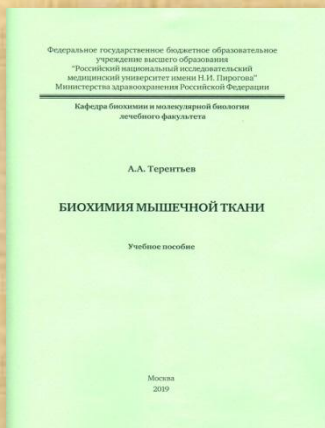 Федеральное государственное бюджетное образовательное
учреждение высшего образования
"Российский национальный исследовательский
медицинский университет имени Н.И. Пирогова"
Министерства здравоохранения Российской Федерации
Кафедра биохимии и молекулярной биологии
лечебного факультета
А.А. Терентьев
БИОХИМИЯ МЫШЕЧНОЙ ТКАНИ
Учебное пособие
Москва
2019